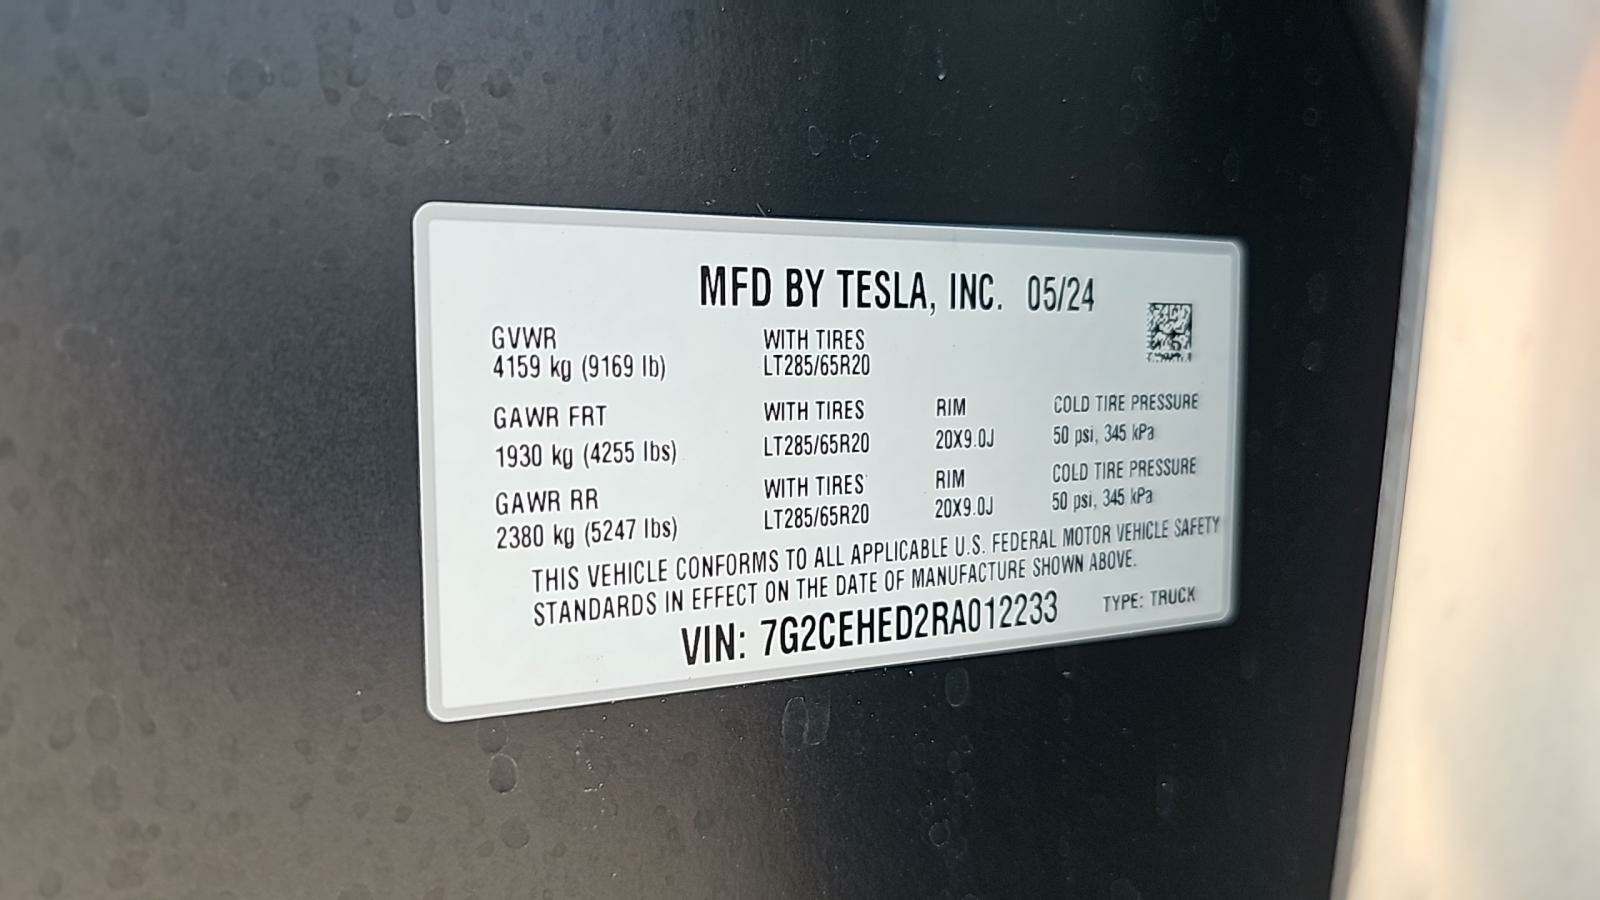 MFD BY TESLA, INC. 05/24
GVWR WITH TIRES
4159 kg (9169 lb) LT285/65R20
GAWR FRT WITH TIRES RIM COLD TIRE PRESSURE
1930 kg (4255 lbs) LT285/65R20 20X9.0J 50 psi, 345 kPa
GAWR RR WITH TIRES RIM COLD TIRE PRESSURE
2380 kg (5247 lbs) LT285/65R20 20X9.0J 50 psi, 345 kPa
THIS VEHICLE CONFORMS TO ALL APPLICABLE U.S. FEDERAL MOTOR VEHICLE SAFETY
STANDARDS IN EFFECT ON THE DATE OF MANUFACTURE SHOWN ABOVE.
VIN: 7G2CEHED2RA012233 TYPE: TRUCK